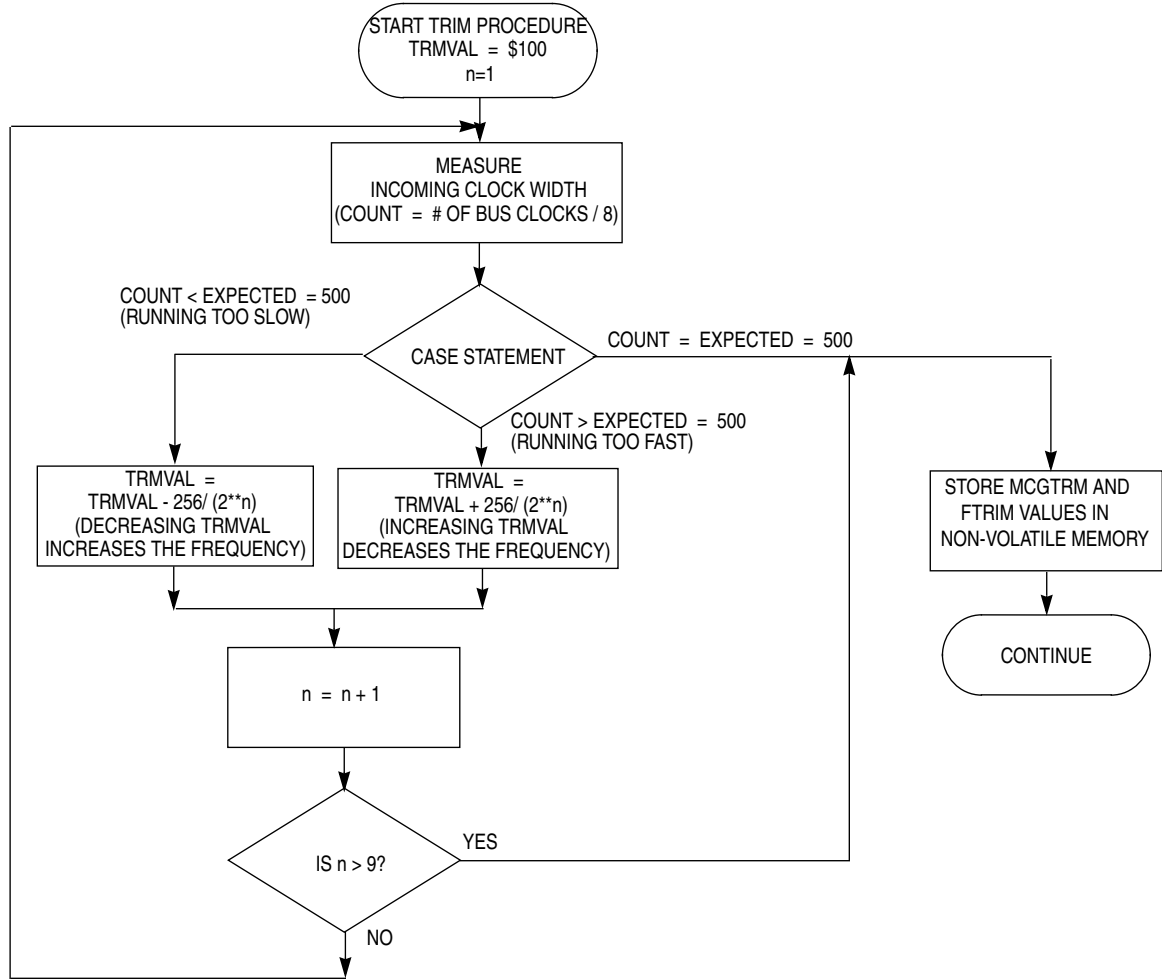 START TRIM PROCEDURE
TRMVAL = $100
n=1
MEASURE
INCOMING CLOCK WIDTH
(COUNT = # OF BUS CLOCKS / 8)
COUNT < EXPECTED = 500
(RUNNING TOO SLOW)
CASE STATEMENT
COUNT = EXPECTED = 500
COUNT > EXPECTED = 500
(RUNNING TOO FAST)
TRMVAL =
TRMVAL - 256/ (2**n)
(DECREASING TRMVAL
INCREASES THE FREQUENCY)
TRMVAL =
TRMVAL + 256/ (2**n)
(INCREASING TRMVAL
DECREASES THE FREQUENCY)
STORE MCGTRM AND
FTRIM VALUES IN
NON-VOLATILE MEMORY
CONTINUE
n = n + 1
IS n > 9?
YES
NO